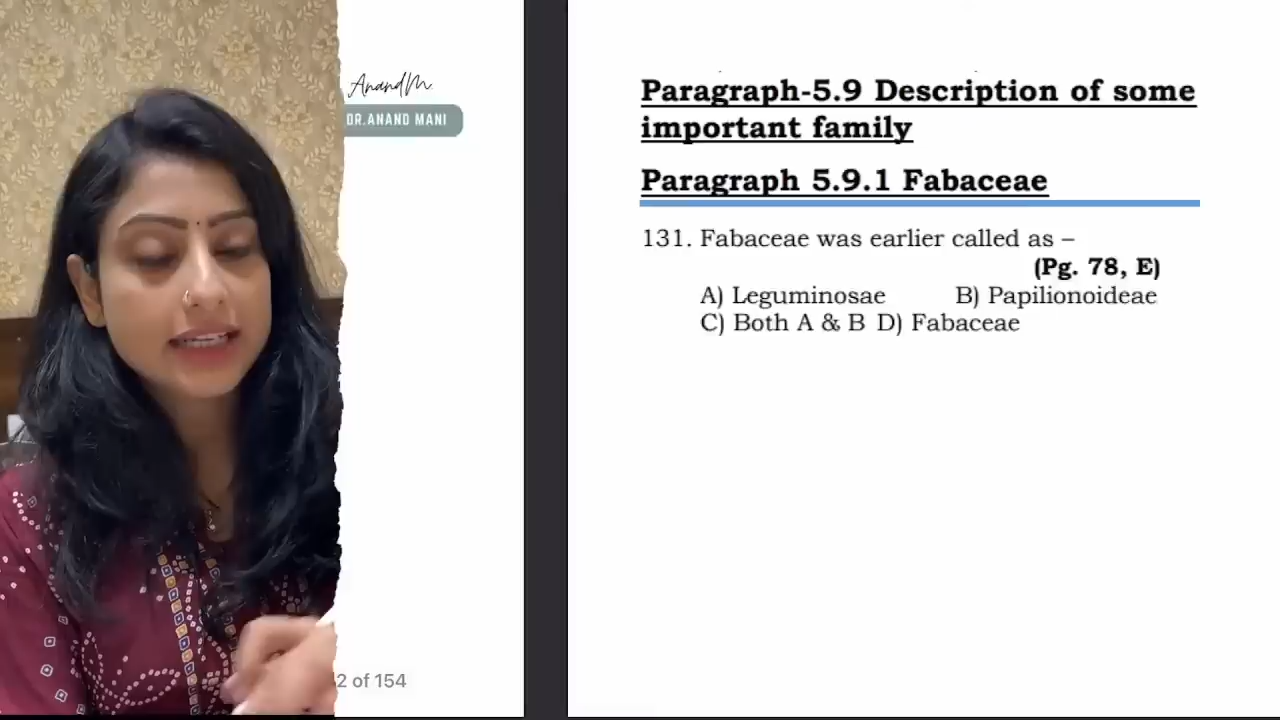 AnandM
DR.ANAND MANI
2 of 154
Paragraph-5.9 Description of some
important family
Paragraph 5.9.1 Fabaceae
131. Fabaceae was earlier called as –
(Pg. 78, E)
A) Leguminosae B) Papilionoideae
C) Both A & B D) Fabaceae